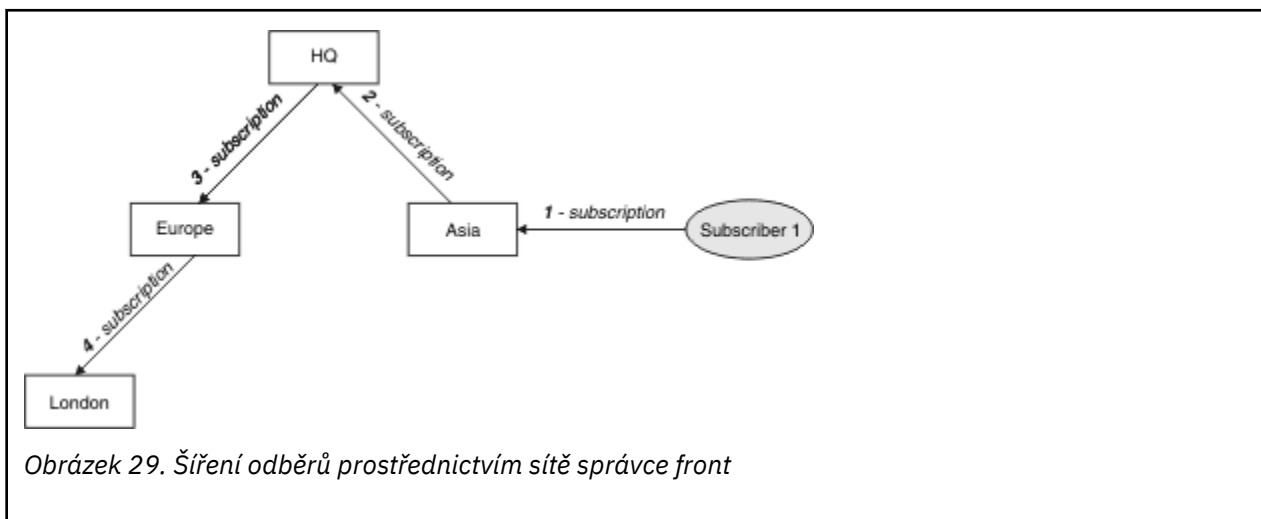 HQ
3 - subscription
2 - subscription
Europe
Asia
1 - subscription
Subscriber 1
4 - subscription
London
Obrázek 29. Šíření odběrů prostřednictvím sítě správce front